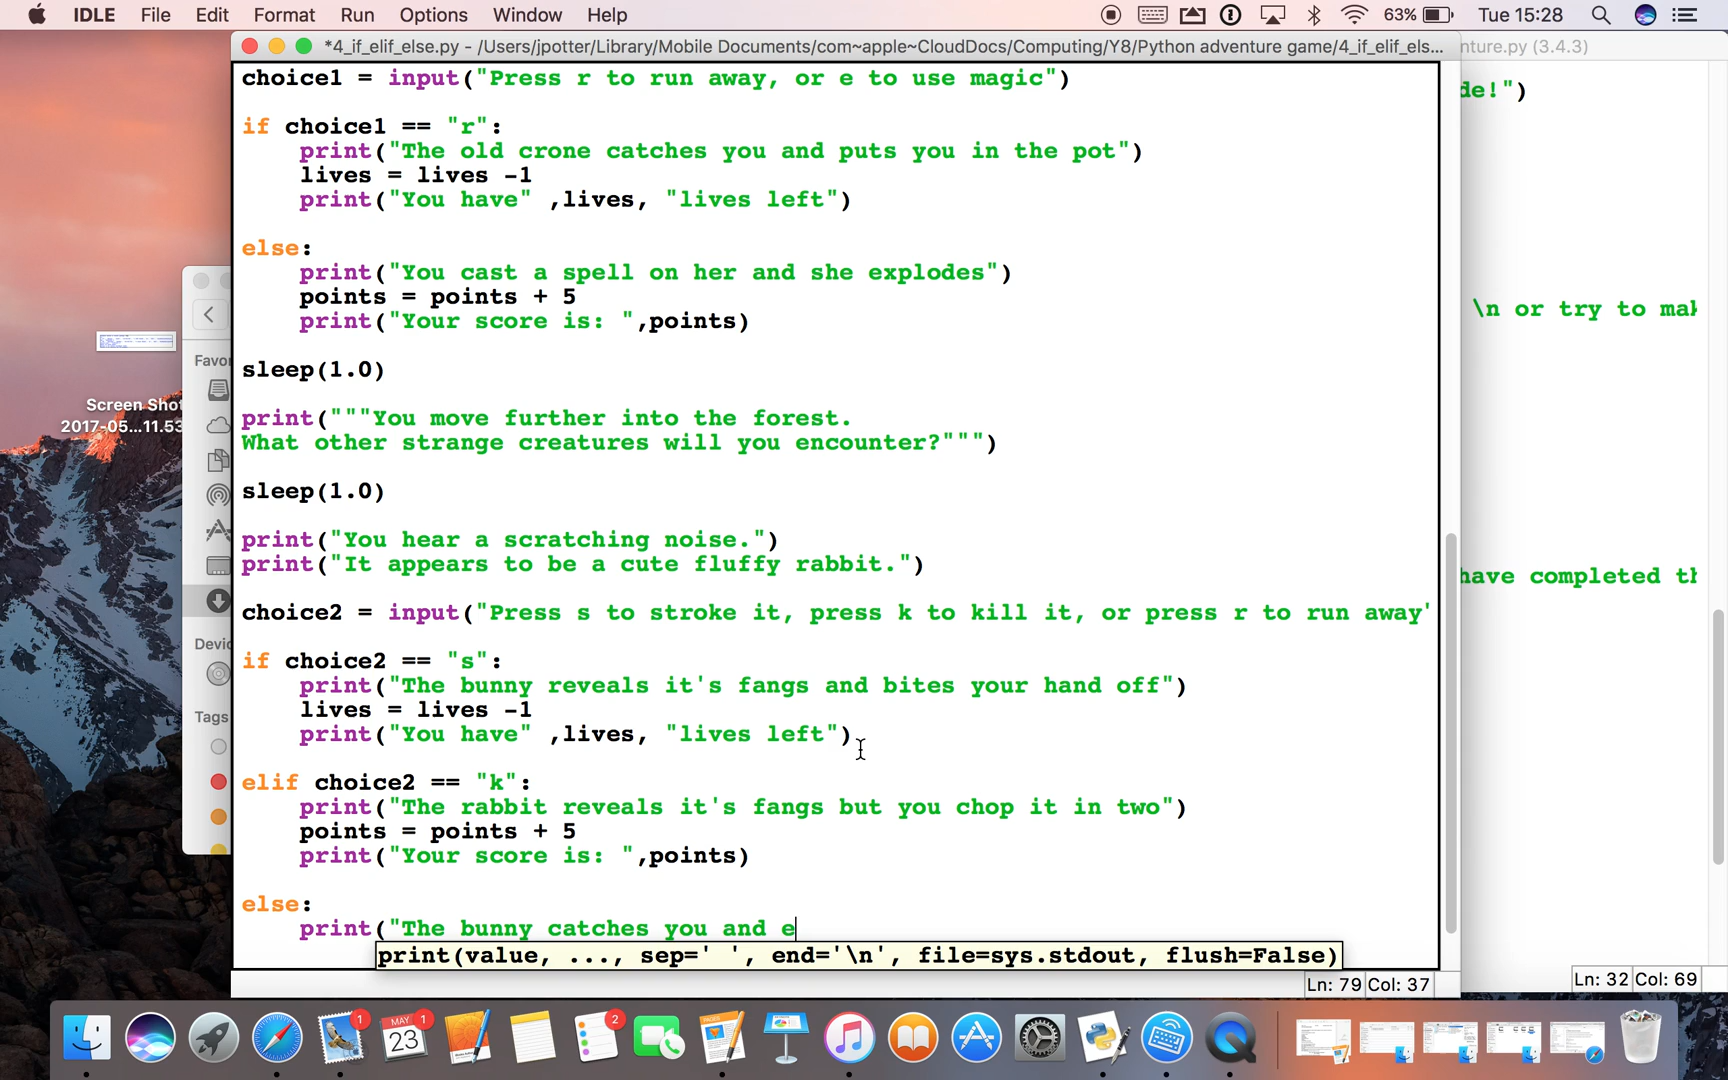 IDLE File Edit Format Run Options Window Help 63% Tue 15:28
*4_if_elif_else.py - /Users/jpotter/Library/Mobile Documents/com~apple~CloudDocs/Computing/Y8/Python adventure game/4_if_elif_els...
nture.py (3.4.3)
choice1 = input("Press r to run away, or e to use magic")
de!")
if choice1 == "r":
print("The old crone catches you and puts you in the pot")
lives = lives -1
print("You have" ,lives, "lives left")
else:
print("You cast a spell on her and she explodes")
points = points + 5
\n or try to mak
print("Your score is: ",points)
Favor
sleep(1.0)
Screen Shot
2017-05...11.53
print("""You move further into the forest.
What other strange creatures will you encounter?""")
sleep(1.0)
print("You hear a scratching noise.")
print("It appears to be a cute fluffy rabbit.")
have completed th
choice2 = input("Press s to stroke it, press k to kill it, or press r to run away'
Devic
if choice2 == "s":
print("The bunny reveals it's fangs and bites your hand off")
lives = lives -1
Tags
print("You have" ,lives, "lives left")
elif choice2 == "k":
print("The rabbit reveals it's fangs but you chop it in two")
points = points + 5
print("Your score is: ",points)
else:
print("The bunny catches you and e
print(value, ..., sep=' ', end='\n', file=sys.stdout, flush=False)
Ln: 79 Col: 37
Ln: 32 Col: 69
1
MAY
23
1
2
PAGES